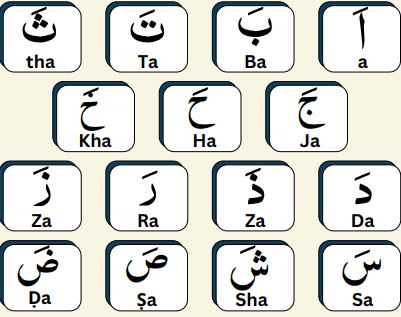 اَ بَ تَ ثَ
a Ba Ta tha
جَ حَ خَ
Ja Ha Kha
دَ ذَ رَ زَ
Da Za Ra Za
سَ شَ صَ ضَ
Sa Sha Ṣa Ḍa